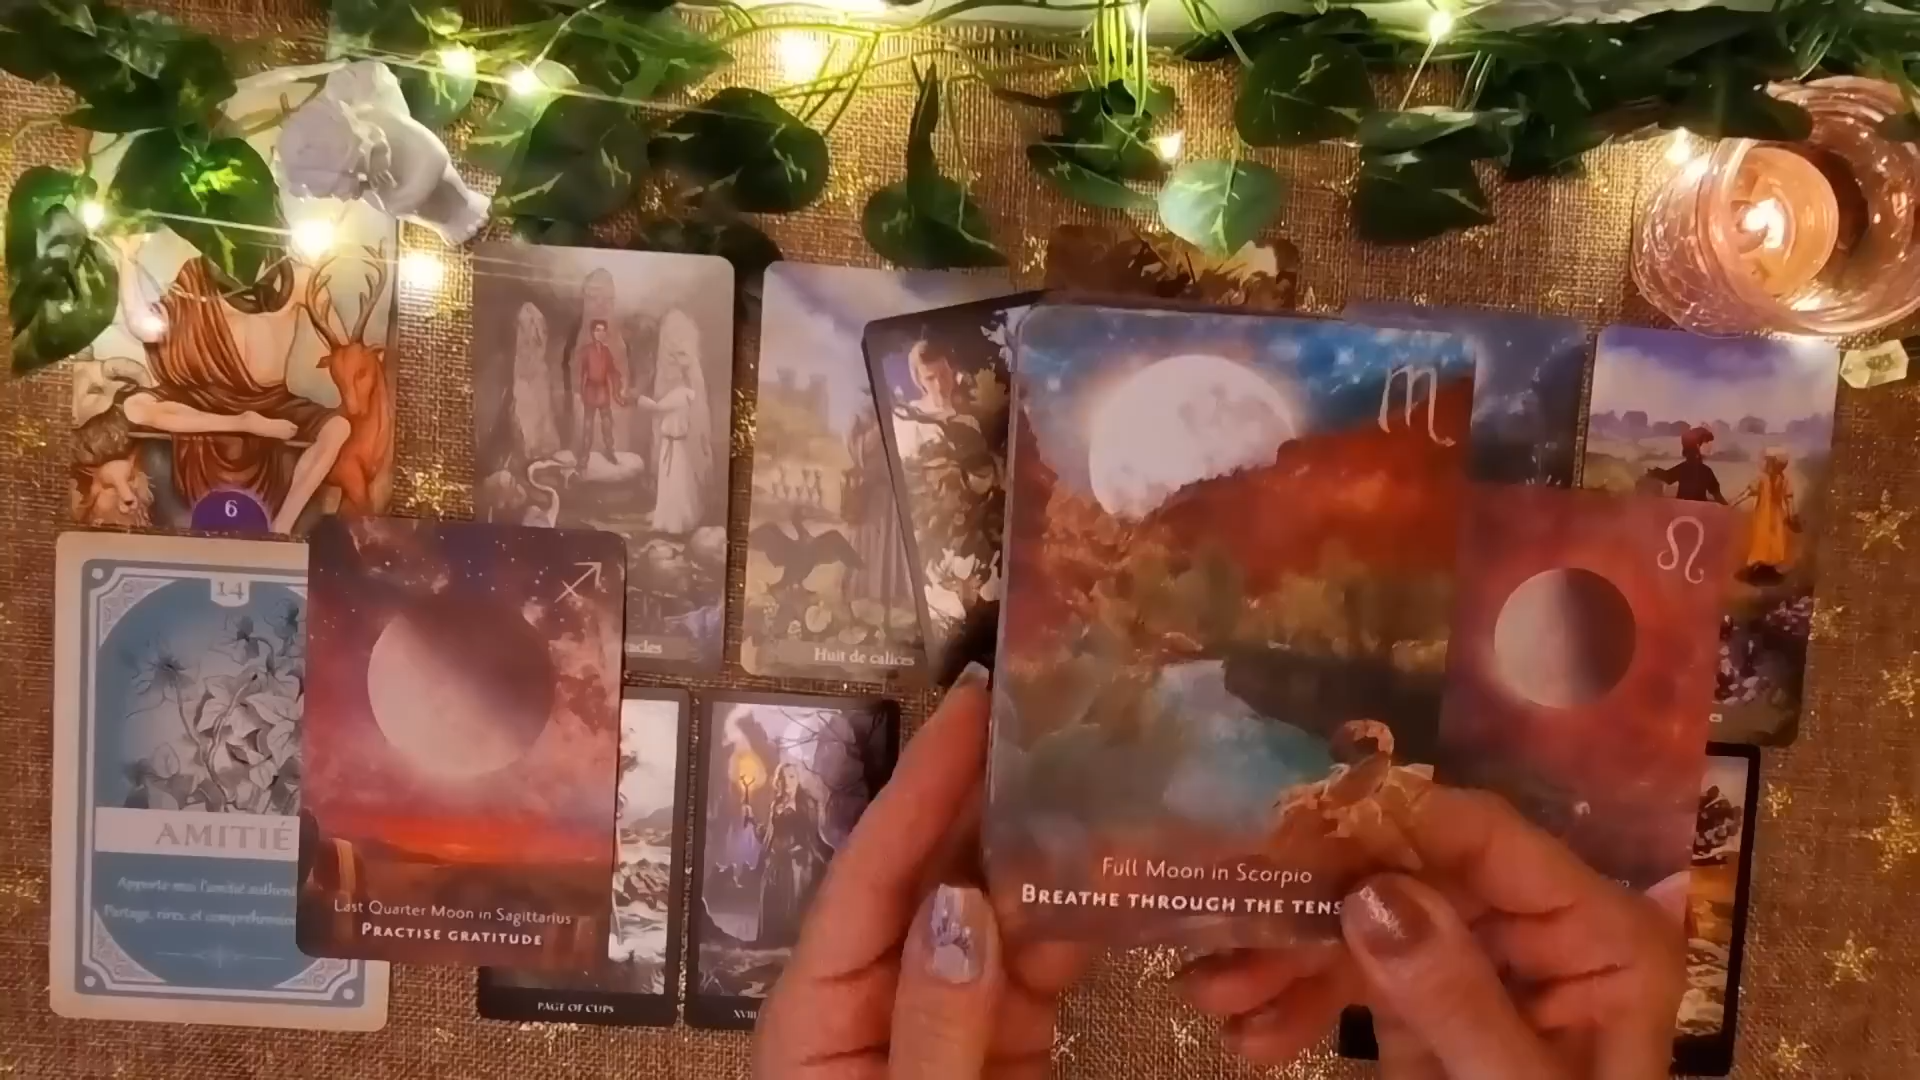 6
14
AMITIÉ
Apporte-moi l'amitié
Partage, rires, et compréhension
Last Quarter Moon in Sagittarius
PRACTISE GRATITUDE
Huit de calices
PAGE OF CUPS
XVIII
Full Moon in Scorpio
BREATHE THROUGH THE TENS